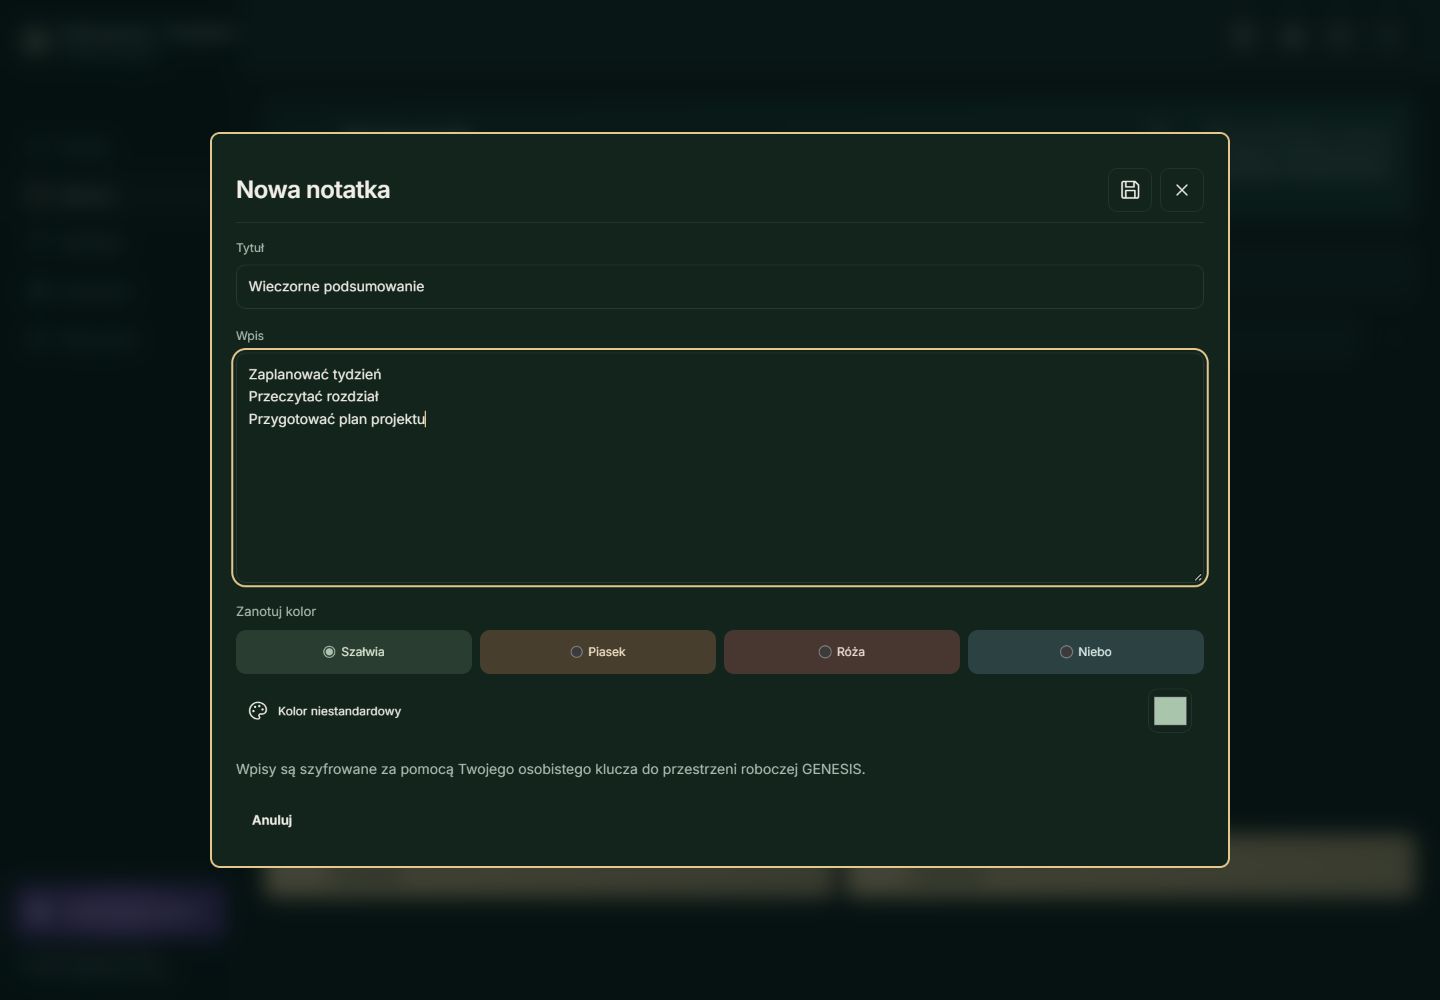 Nowa notatka
Tytuł
Wieczorne podsumowanie
Wpis
Zaplanować tydzień
Przeczytać rozdział
Przygotować plan projektu
Zanotuj kolor
Szałwia
Piasek
Róża
Niebo
Kolor niestandardowy
Wpisy są szyfrowane za pomocą Twojego osobistego klucza do przestrzeni roboczej GENESIS.
Anuluj